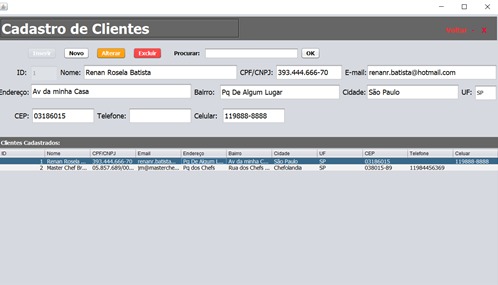 Cadastro de Clientes
Voltar
Inserir Novo Alterar Excluir Procurar: OK
ID: 1 Nome: Renan Rosela Batista CPF/CNPJ: 393.444.666-70 E-mail: renanr.batista@hotmail.com
Endereço: Av da minha Casa Bairro: Pq De Algum Lugar Cidade: São Paulo UF: SP
CEP: 03186015 Telefone: Celular: 119888-8888
Clientes Cadastrados:
ID Nome CPF/CNPJ Email Endereço Bairro Cidade UF CEP Telefone Celuar
1 Renan Rosela ... 393.444.666-70 renanr.batista... Pq De Algum L... Av da minha C... São Paulo SP 03186015 119888-8888
2 Master Chef Br... 05.857.689/00... jm@masterche... Pq dos Chefs Rua dos Chefs ... Chefolandia SP 038015-89 11984456369